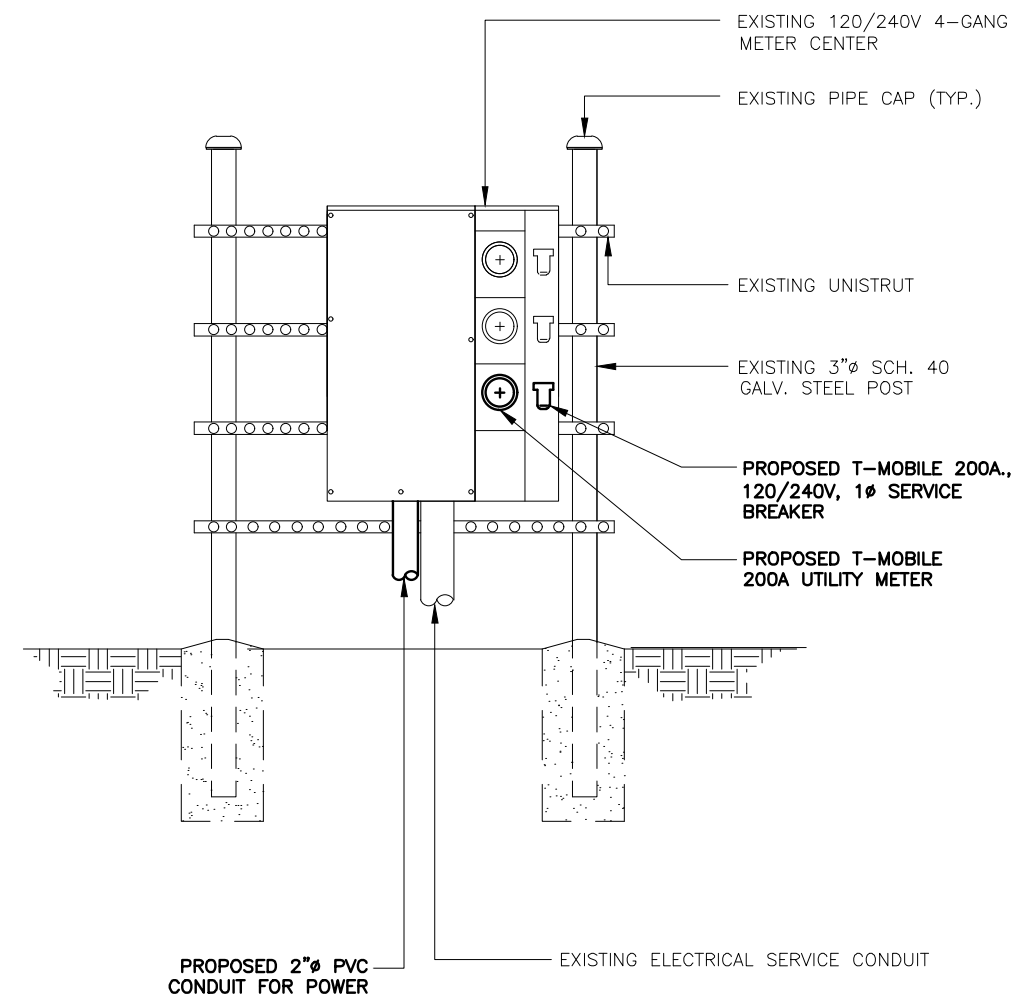 EXISTING 120/240V 4-GANG
METER CENTER
EXISTING PIPE CAP (TYP.)
EXISTING UNISTRUT
EXISTING 3"ø SCH. 40
GALV. STEEL POST
PROPOSED T-MOBILE 200A.,
120/240V, 1ø SERVICE
BREAKER
PROPOSED T-MOBILE
200A UTILITY METER
EXISTING ELECTRICAL SERVICE CONDUIT
PROPOSED 2"ø PVC
CONDUIT FOR POWER